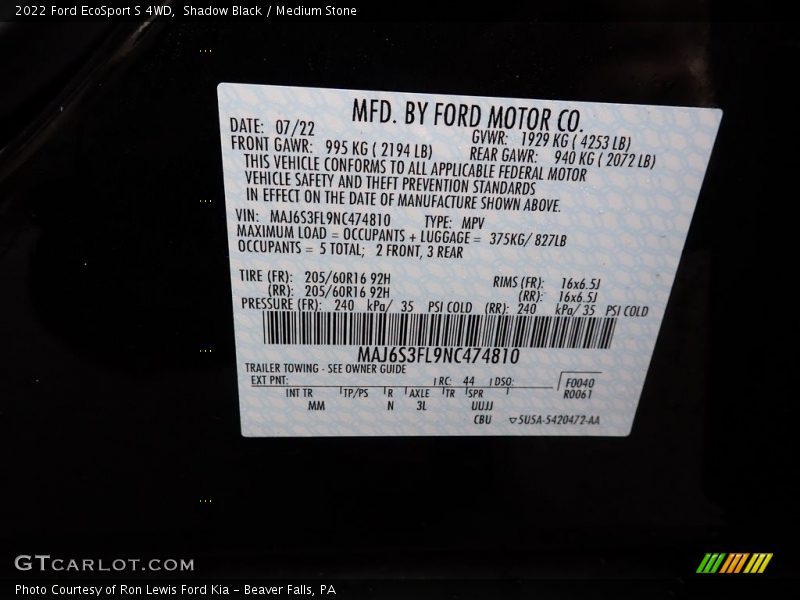 2022 Ford EcoSport S 4WD,  Shadow Black / Medium Stone
MFD. BY FORD MOTOR CO.
DATE: 07/22 GVWR: 1929 KG ( 4253 LB)
FRONT GAWR: 995 KG ( 2194 LB) REAR GAWR: 940 KG ( 2072 LB)
THIS VEHICLE CONFORMS TO ALL APPLICABLE FEDERAL MOTOR
VEHICLE SAFETY AND THEFT PREVENTION STANDARDS
IN EFFECT ON THE DATE OF MANUFACTURE SHOWN ABOVE.
VIN: MAJ6S3FL9NC474810 TYPE: MPV
MAXIMUM LOAD = OCCUPANTS + LUGGAGE = 375KG/ 827LB
OCCUPANTS = 5 TOTAL; 2 FRONT, 3 REAR
TIRE (FR): 205/60R16 92H RIMS (FR): 16x6.5J
(RR): 205/60R16 92H (RR): 16x6.5J
PRESSURE (FR): 240 kPa/ 35 PSI COLD (RR): 240 kPa/ 35 PSI COLD
MAJ6S3FL9NC474810
TRAILER TOWING - SEE OWNER GUIDE
EXT PNT: RC: 44 DSO: F0040
INT TR TP/PS R AXLE TR SPR R0061
MM N 3L UUJJ
CBU ▽5U5A-5420472-AA
GTCARLOT.COM
Photo Courtesy of Ron Lewis Ford Kia - Beaver Falls, PA